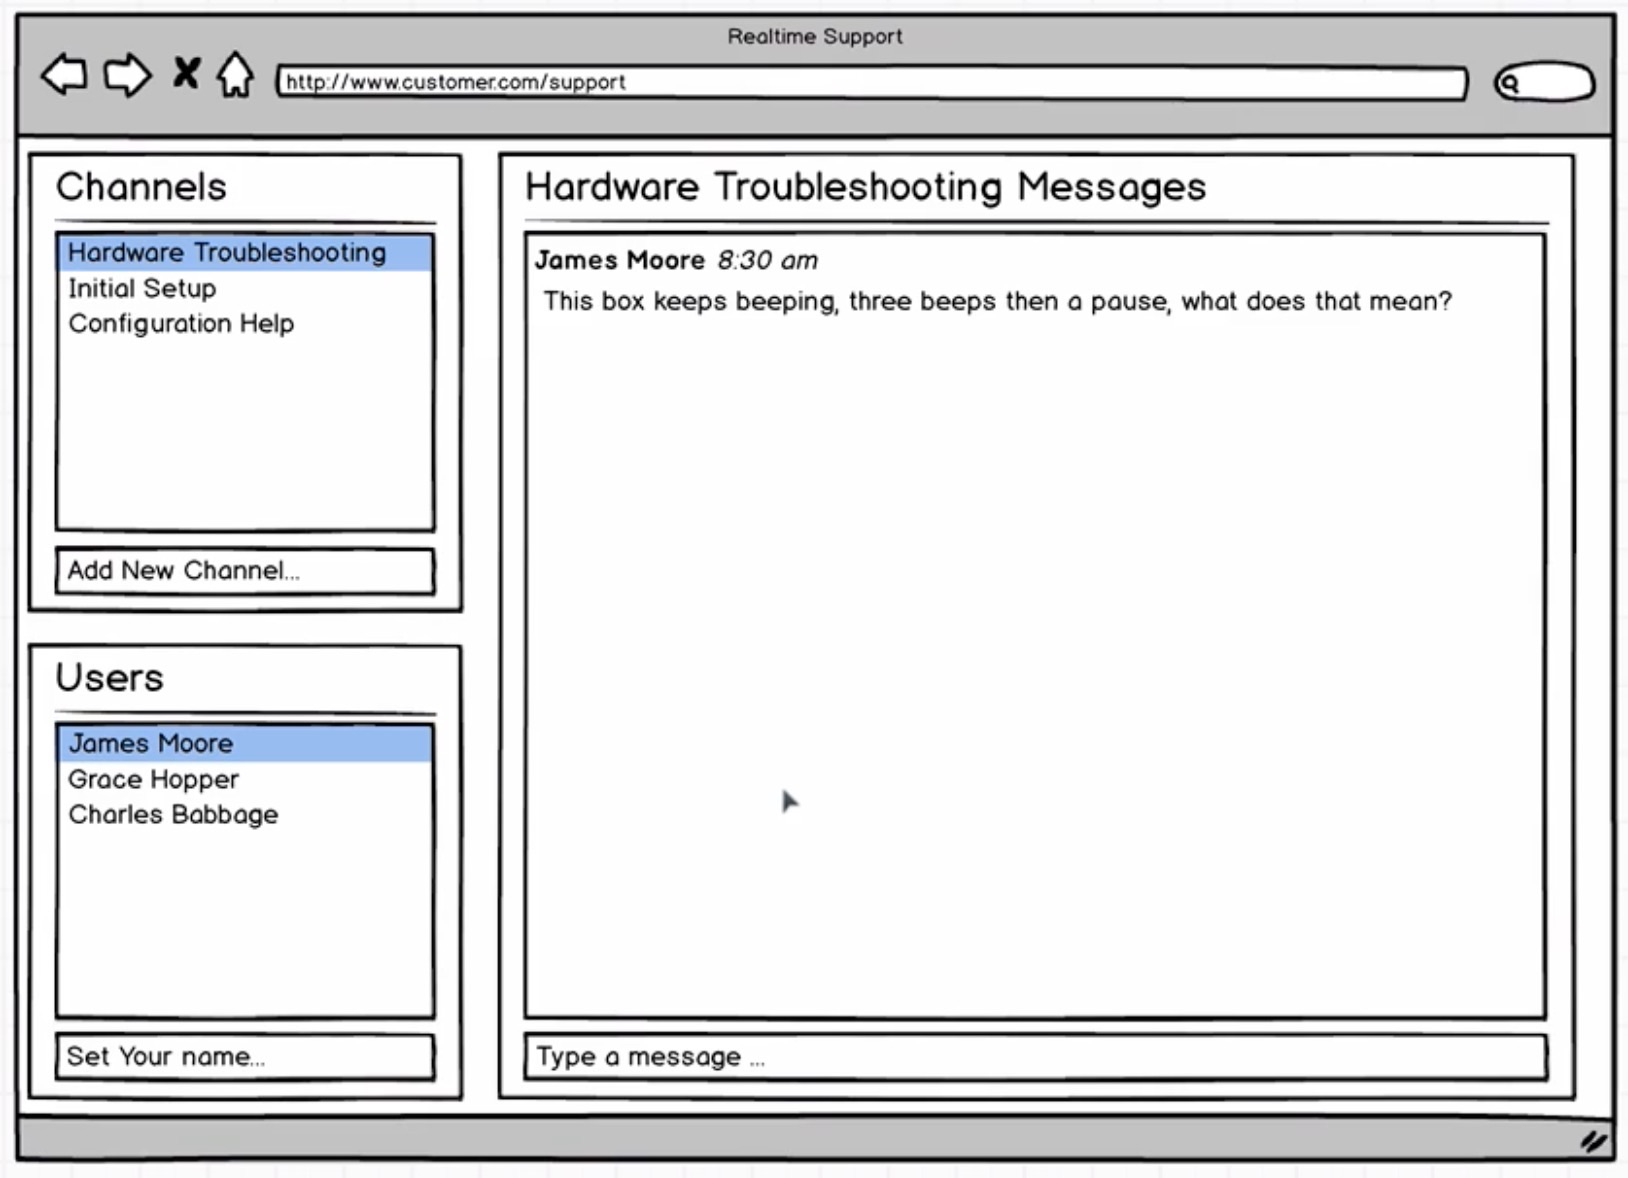 Realtime Support
http://www.customer.com/support
Channels
Hardware Troubleshooting
Initial Setup
Configuration Help
Add New Channel...
Users
James Moore
Grace Hopper
Charles Babbage
Set Your name...
Hardware Troubleshooting Messages
James Moore 8:30 am
This box keeps beeping, three beeps then a pause, what does that mean?
Type a message ...